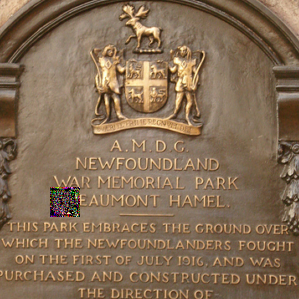 A.M.D.G.
NEWFOUNDLAND
WAR MEMORIAL PARK
HAMEL.
THIS PARK EMBRACES THE GROUND OVER
WHICH THE NEWFOUNDLANDERS FOUGHT
ON THE FIRST OF JULY 1916, AND WAS
PURCHASED AND CONSTRUCTED UNDER
THE DIRECTION OF